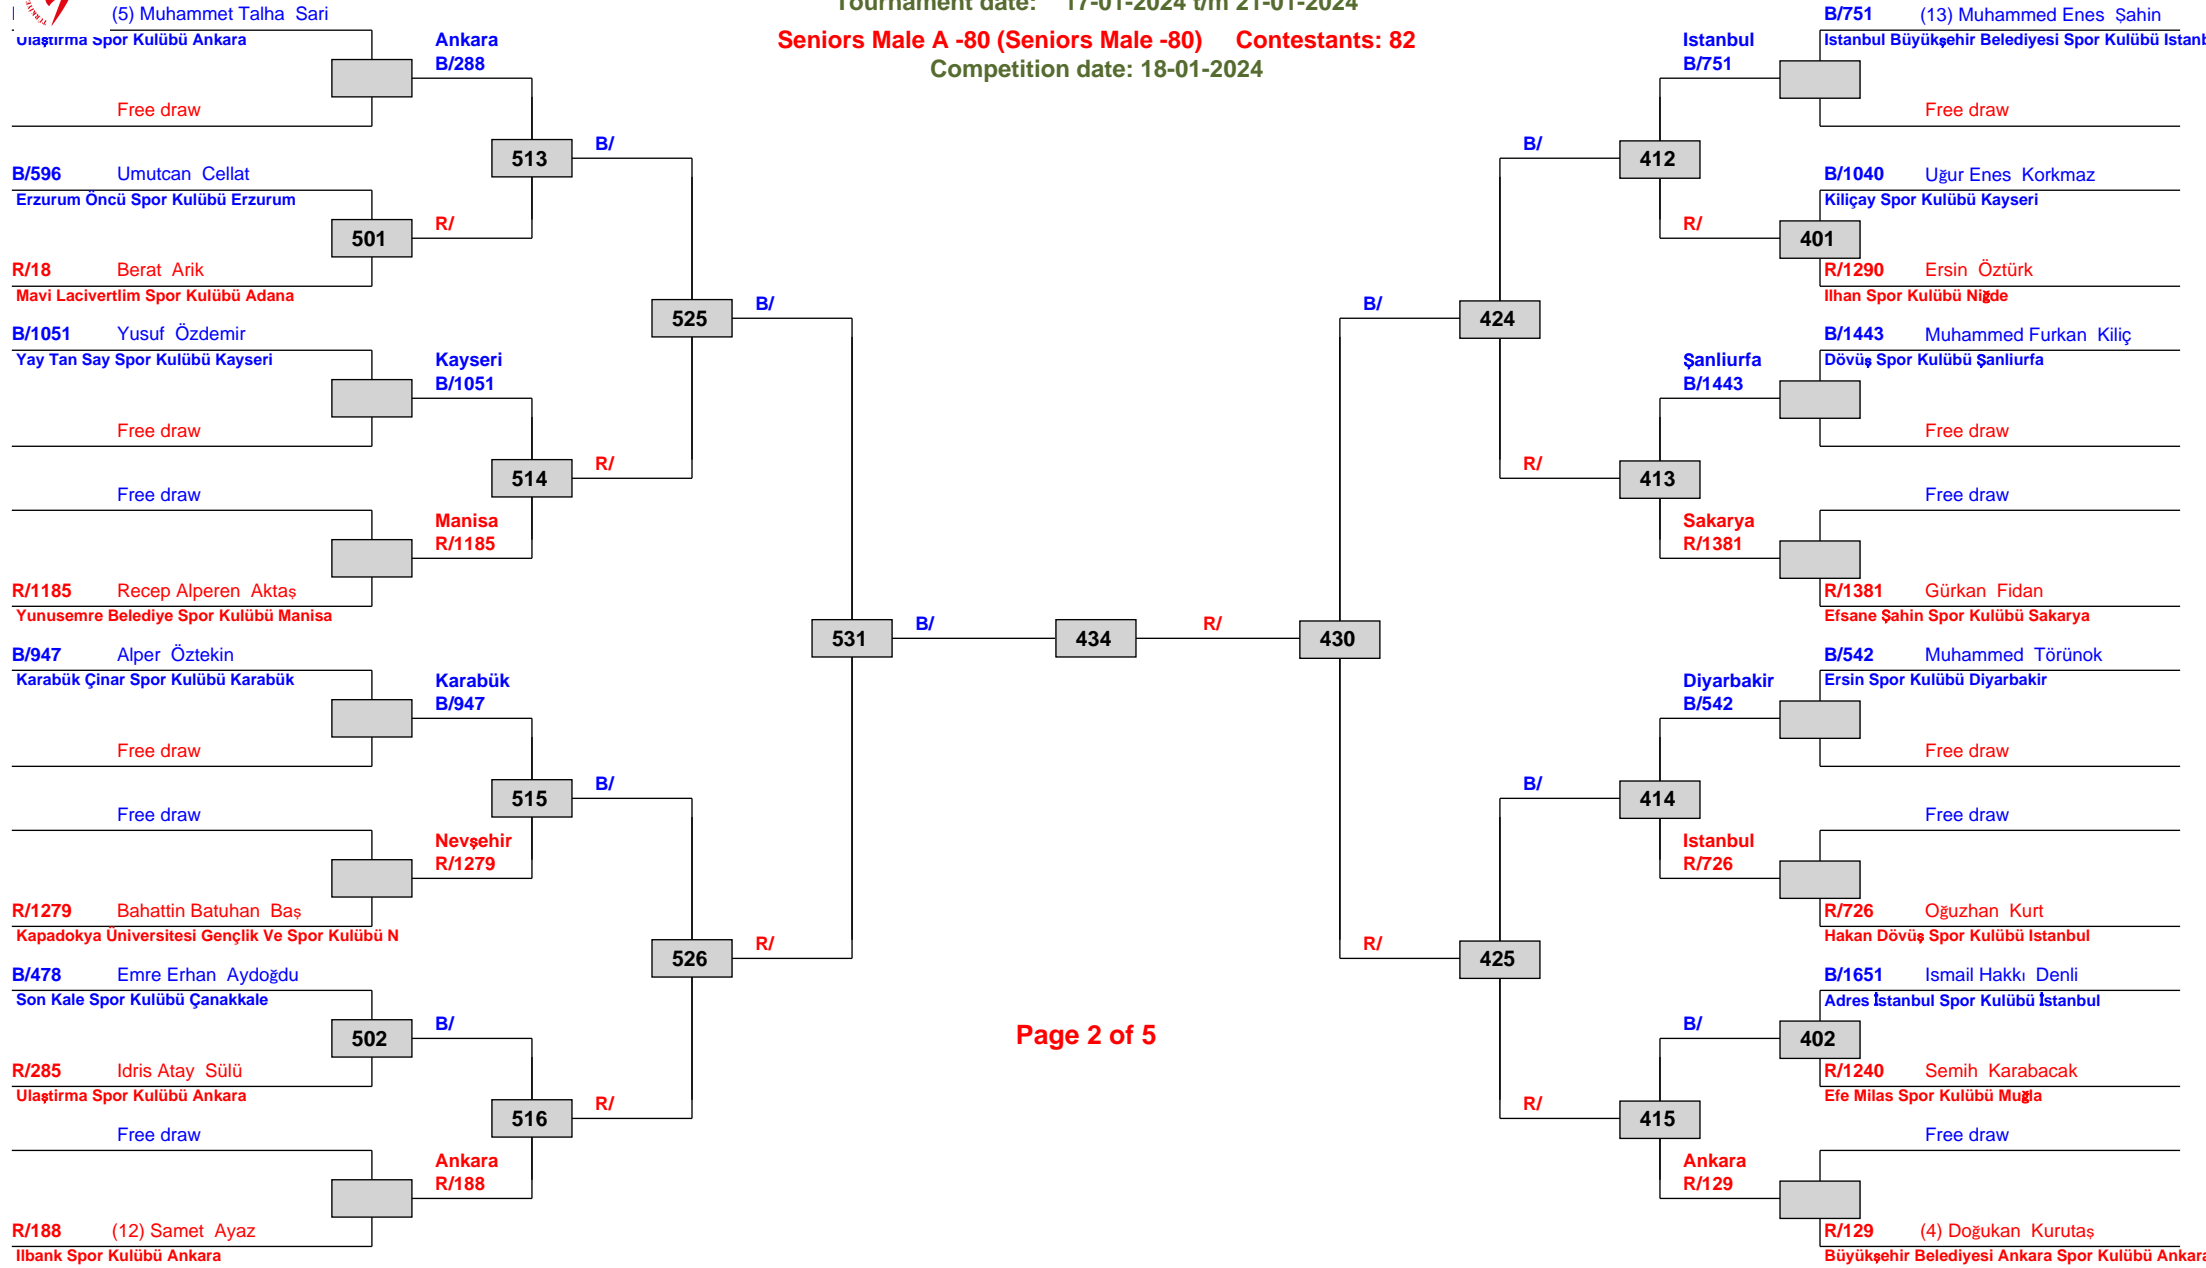 Tournament date: 17-01-2024 t/m 21-01-2024
Seniors Male A -80 (Seniors Male -80) Contestants: 82
Competition date: 18-01-2024
(5) Muhammet Talha Sari
Ulaştirma Spor Kulübü Ankara
Ankara
B/288
Free draw
513
B/
B/596 Umutcan Cellat
Erzurum Öncü Spor Kulübü Erzurum
501
R/
R/18 Berat Arik
Mavi Lacivertlim Spor Kulübü Adana
525
B/
B/1051 Yusuf Özdemir
Yay Tan Say Spor Kulübü Kayseri
Kayseri
B/1051
Free draw
514
R/
Free draw
Manisa
R/1185
R/1185 Recep Alperen Aktaş
Yunusemre Belediye Spor Kulübü Manisa
531
B/
434
R/
430
B/947 Alper Öztekin
Karabük Çinar Spor Kulübü Karabük
Karabük
B/947
Free draw
515
B/
Free draw
Nevşehir
R/1279
R/1279 Bahattin Batuhan Baş
Kapadokya Üniversitesi Gençlik Ve Spor Kulübü N
526
R/
B/478 Emre Erhan Aydoğdu
Son Kale Spor Kulübü Çanakkale
502
B/
R/285 Idris Atay Sülü
Ulaştirma Spor Kulübü Ankara
516
R/
Free draw
Ankara
R/188
R/188 (12) Samet Ayaz
Ilbank Spor Kulübü Ankara
Page 2 of 5
B/751 (13) Muhammed Enes Şahin
Istanbul Büyükşehir Belediyesi Spor Kulübü Istanb
Istanbul
B/751
Free draw
B/
412
B/1040 Uğur Enes Korkmaz
Kiliçay Spor Kulübü Kayseri
R/
401
R/1290 Ersin Öztürk
Ilhan Spor Kulübü Niğde
B/
424
B/1443 Muhammed Furkan Kiliç
Dövüş Spor Kulübü Şanliurfa
Şanliurfa
B/1443
Free draw
R/
413
Free draw
Sakarya
R/1381
R/1381 Gürkan Fidan
Efsane Şahin Spor Kulübü Sakarya
B/542 Muhammed Törünok
Ersin Spor Kulübü Diyarbakir
Diyarbakir
B/542
Free draw
B/
414
Free draw
Istanbul
R/726
R/726 Oğuzhan Kurt
Hakan Dövüş Spor Kulübü Istanbul
R/
425
B/1651 Ismail Hakkı Denli
Adres İstanbul Spor Kulübü İstanbul
B/
402
R/1240 Semih Karabacak
Efe Milas Spor Kulübü Muğla
R/
415
Free draw
Ankara
R/129
R/129 (4) Doğukan Kurutaş
Büyükşehir Belediyesi Ankara Spor Kulübü Ankara